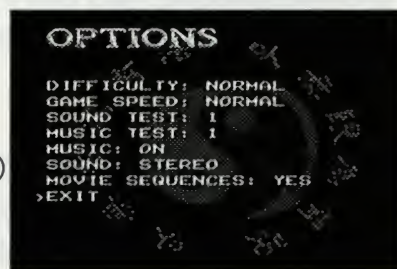 OPTIONS
DIFFICULTY: NORMAL
GAME SPEED: NORMAL
SOUND TEST: 1
MUSIC TEST: 1
MUSIC: ON
SOUND: STEREO
MOVIE SEQUENCES: YES
>EXIT